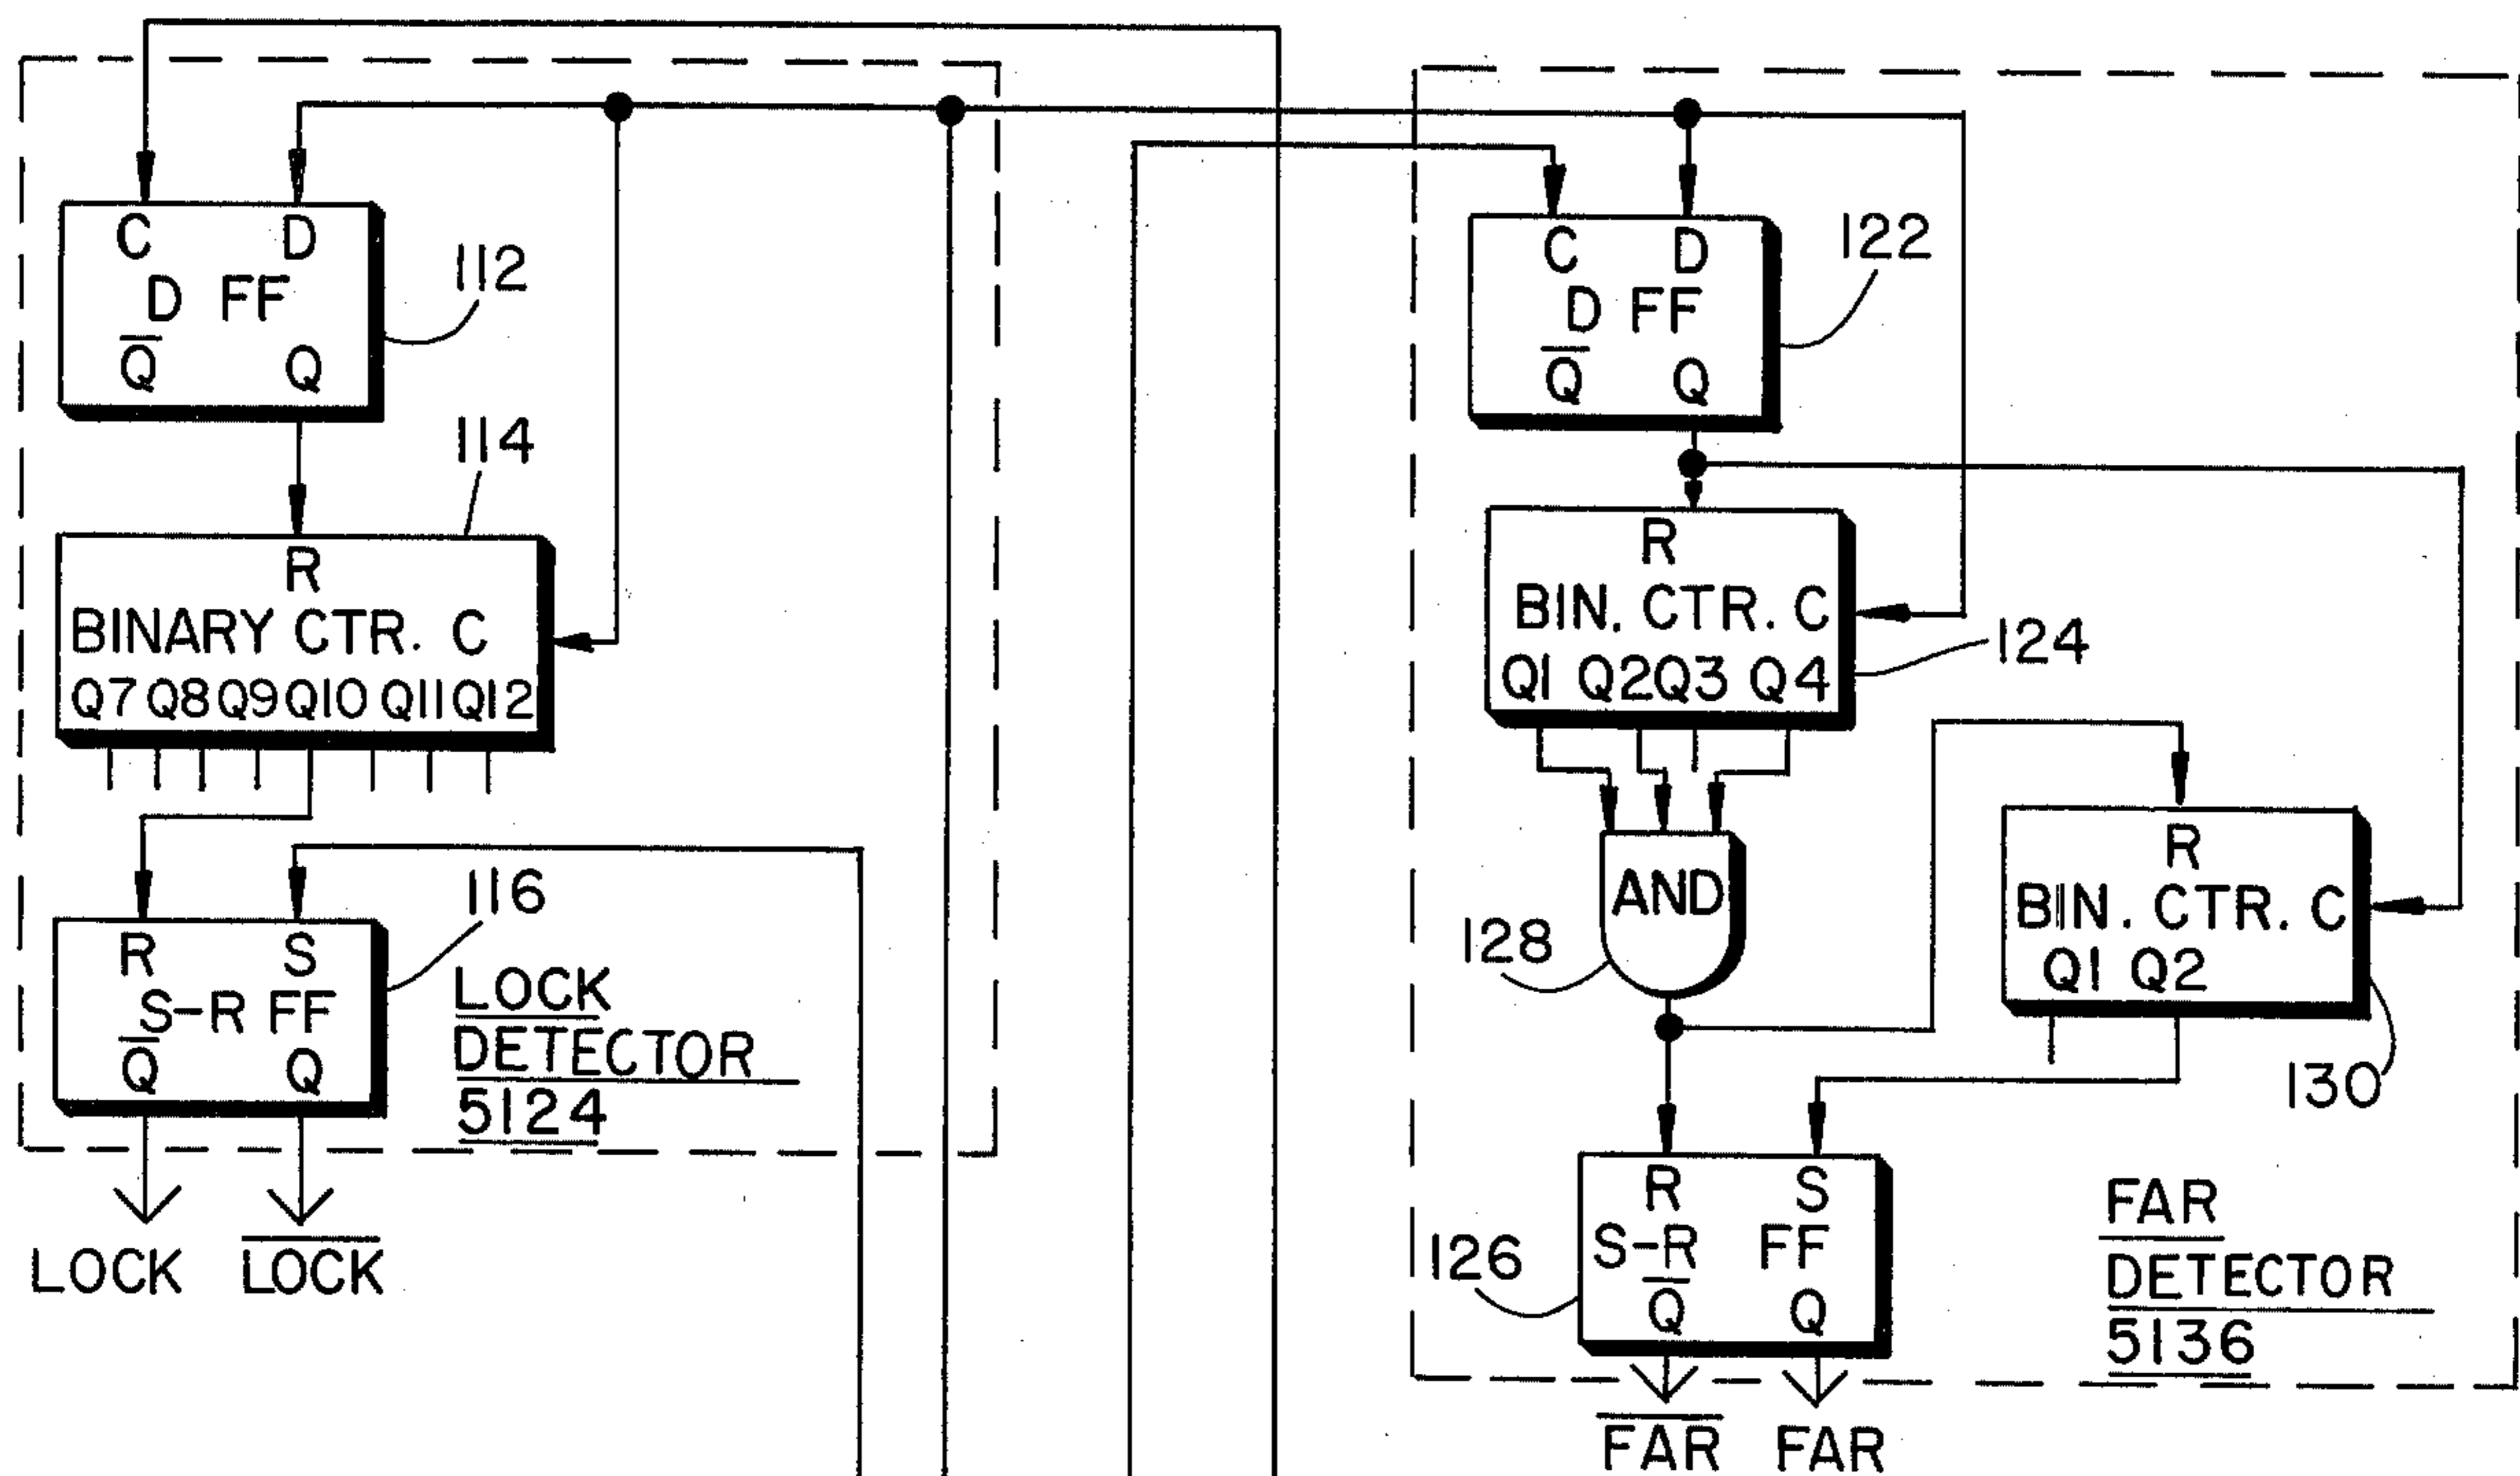 C D
D FF
Q̅ Q
112
114
R
BINARY CTR. C
Q7 Q8 Q9 Q10 Q11 Q12
116
R S
S-R FF
Q̅ Q
LOCK
DETECTOR
5124
LOCK L̅O̅C̅K̅
C D
D FF
Q̅ Q
122
R
BIN. CTR. C
Q1 Q2 Q3 Q4
124
AND
128
R
BIN. CTR. C
Q1 Q2
130
R S
S-R FF
Q̅ Q
126
FAR
DETECTOR
5136
F̅A̅R̅ FAR